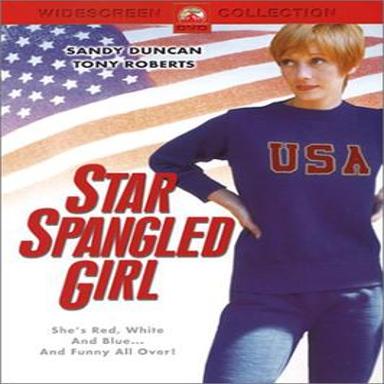 WIDESCREEN DVD COLLECTION
SANDY DUNCAN
TONY ROBERTS
USA
STAR
SPANGLED
GIRL
She's Red, White
And Blue...
And Funny All Over!